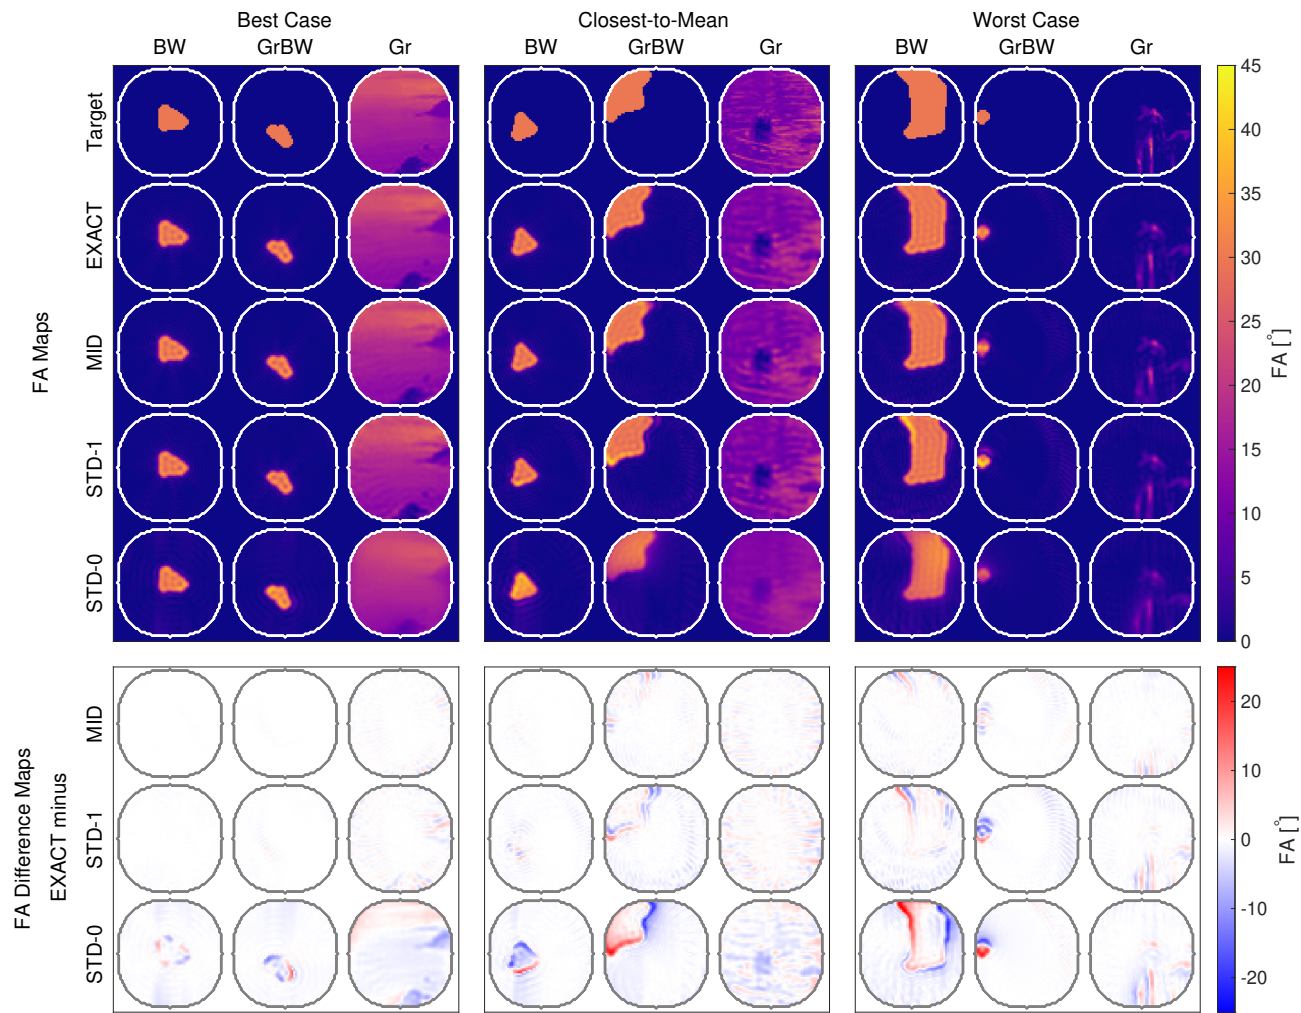 Best Case Closest-to-Mean Worst Case
BW GrBW Gr BW GrBW Gr BW GrBW Gr
FA Maps
Target
EXACT
MID
STD-1
STD-0
45
40
35
30
25
20
15
10
5
0
FA [°]
FA Difference Maps
EXACT minus
MID
STD-1
STD-0
20
10
0
-10
-20
FA [°]